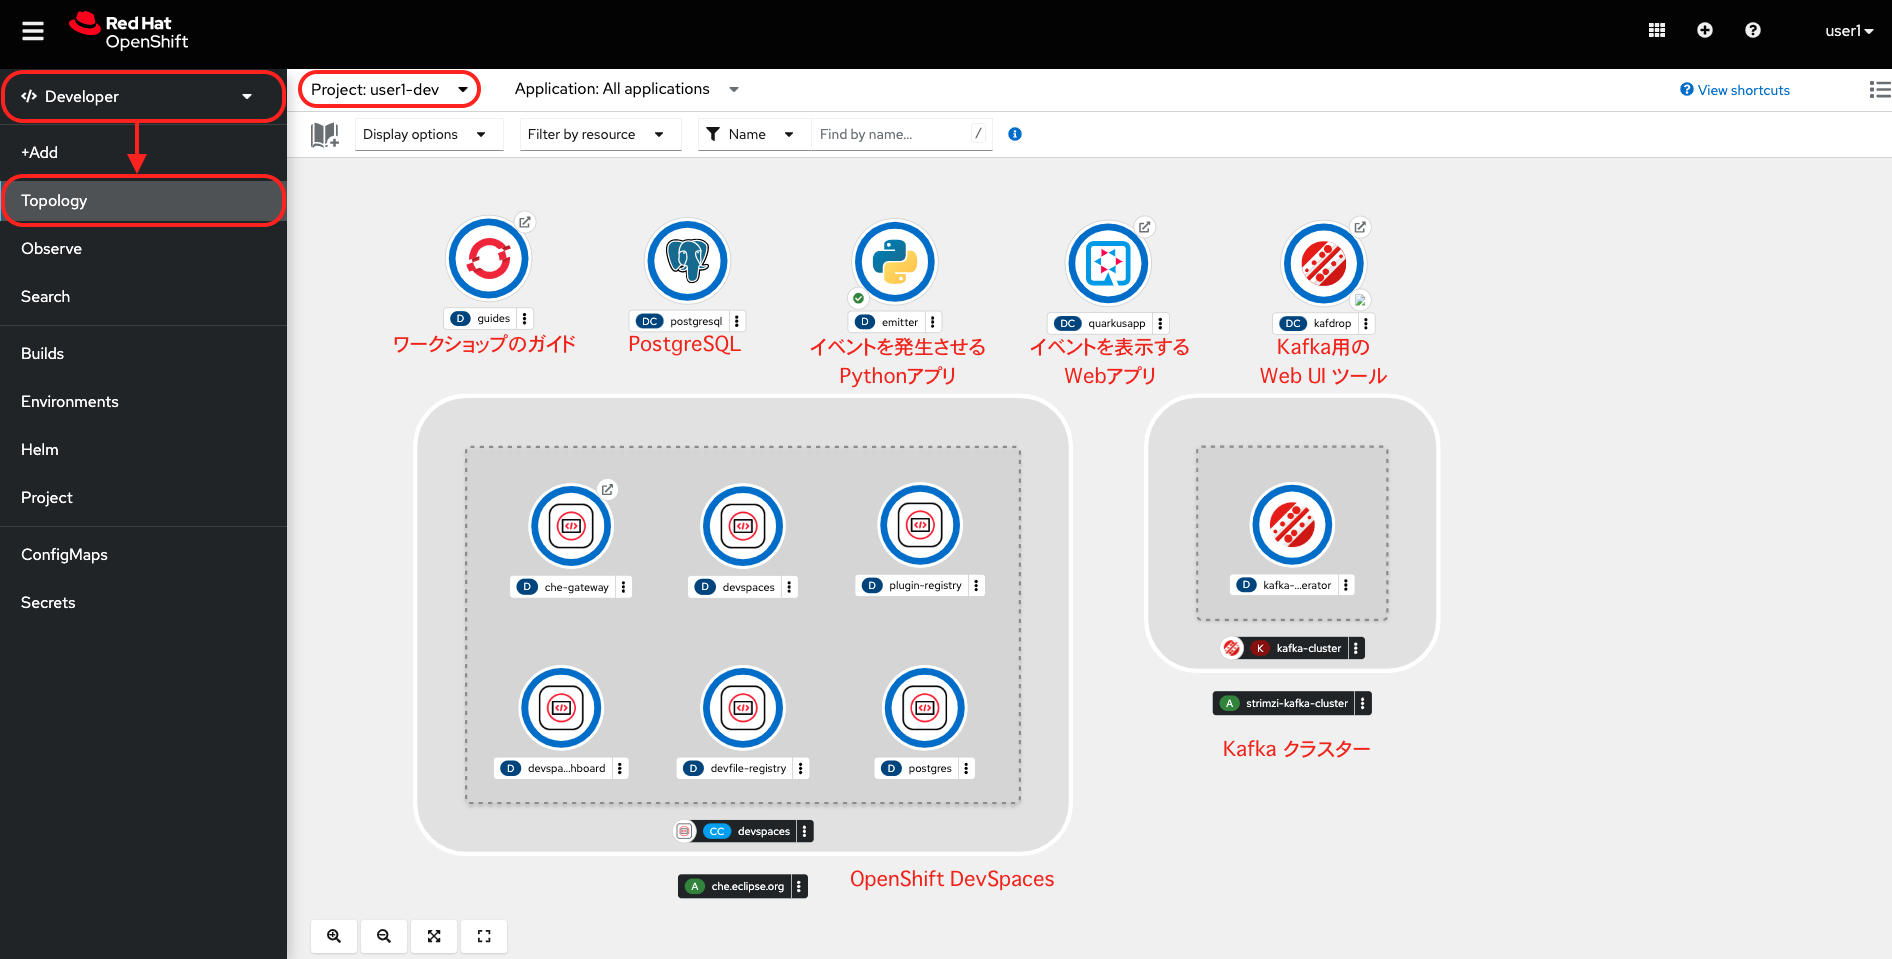 Red Hat
OpenShift
user1
Developer
+Add
Topology
Observe
Search
Builds
Environments
Helm
Project
ConfigMaps
Secrets
Project: user1-dev
Application: All applications
View shortcuts
Display options
Filter by resource
Name
Find by name...
/
D guides
ワークショップのガイド
DC postgresql
PostgreSQL
D emitter
イベントを発生させる
Pythonアプリ
DC quarkusapp
イベントを表示する
Webアプリ
DC kafdrop
Kafka用の
Web UI ツール
D che-gateway
D devspaces
D plugin-registry
D devspa...hboard
D devfile-registry
D postgres
CC devspaces
A che.eclipse.org
OpenShift DevSpaces
D kafka-...erator
K kafka-cluster
A strimzi-kafka-cluster
Kafka クラスター